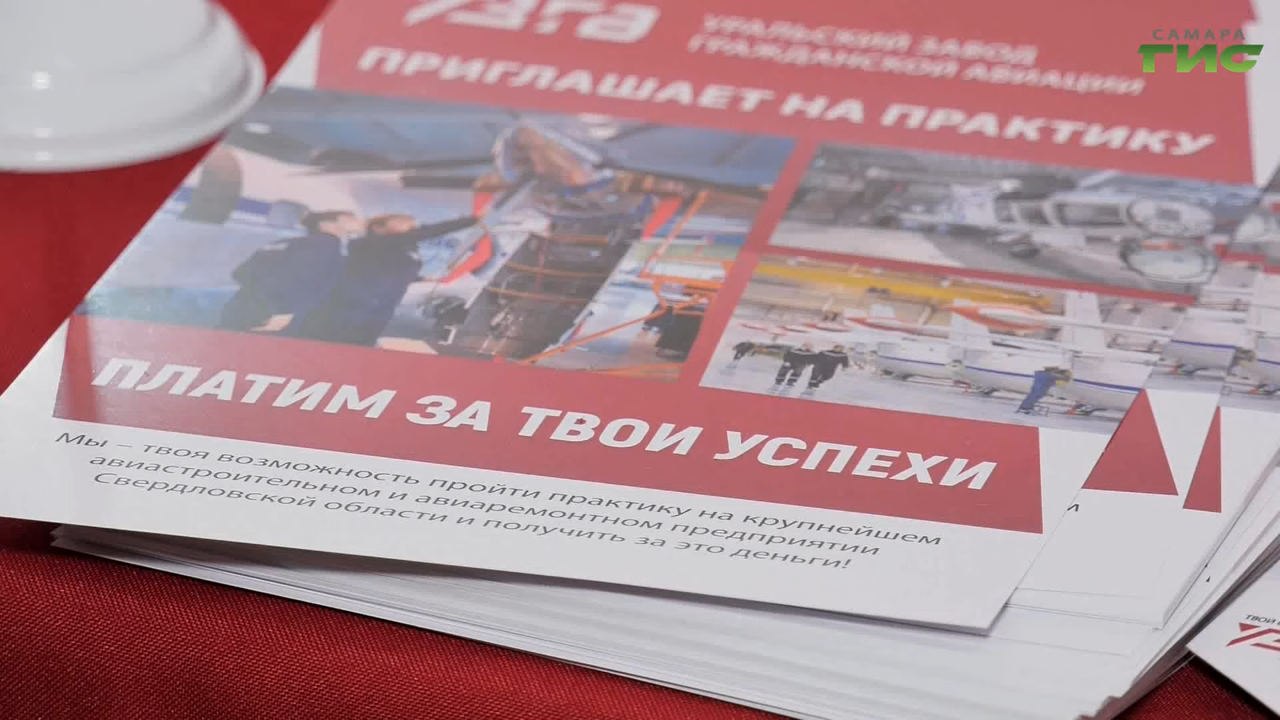 САМАРА
ГИС
УЗГА
УРАЛЬСКИЙ ЗАВОД
ГРАЖДАНСКОЙ АВИАЦИИ
ПРИГЛАШАЕТ НА ПРАКТИКУ
ПЛАТИМ ЗА ТВОИ УСПЕХИ
Мы – твоя возможность пройти практику на крупнейшем
авиастроительном и авиаремонтном предприятии
Свердловской области и получить за это деньги!